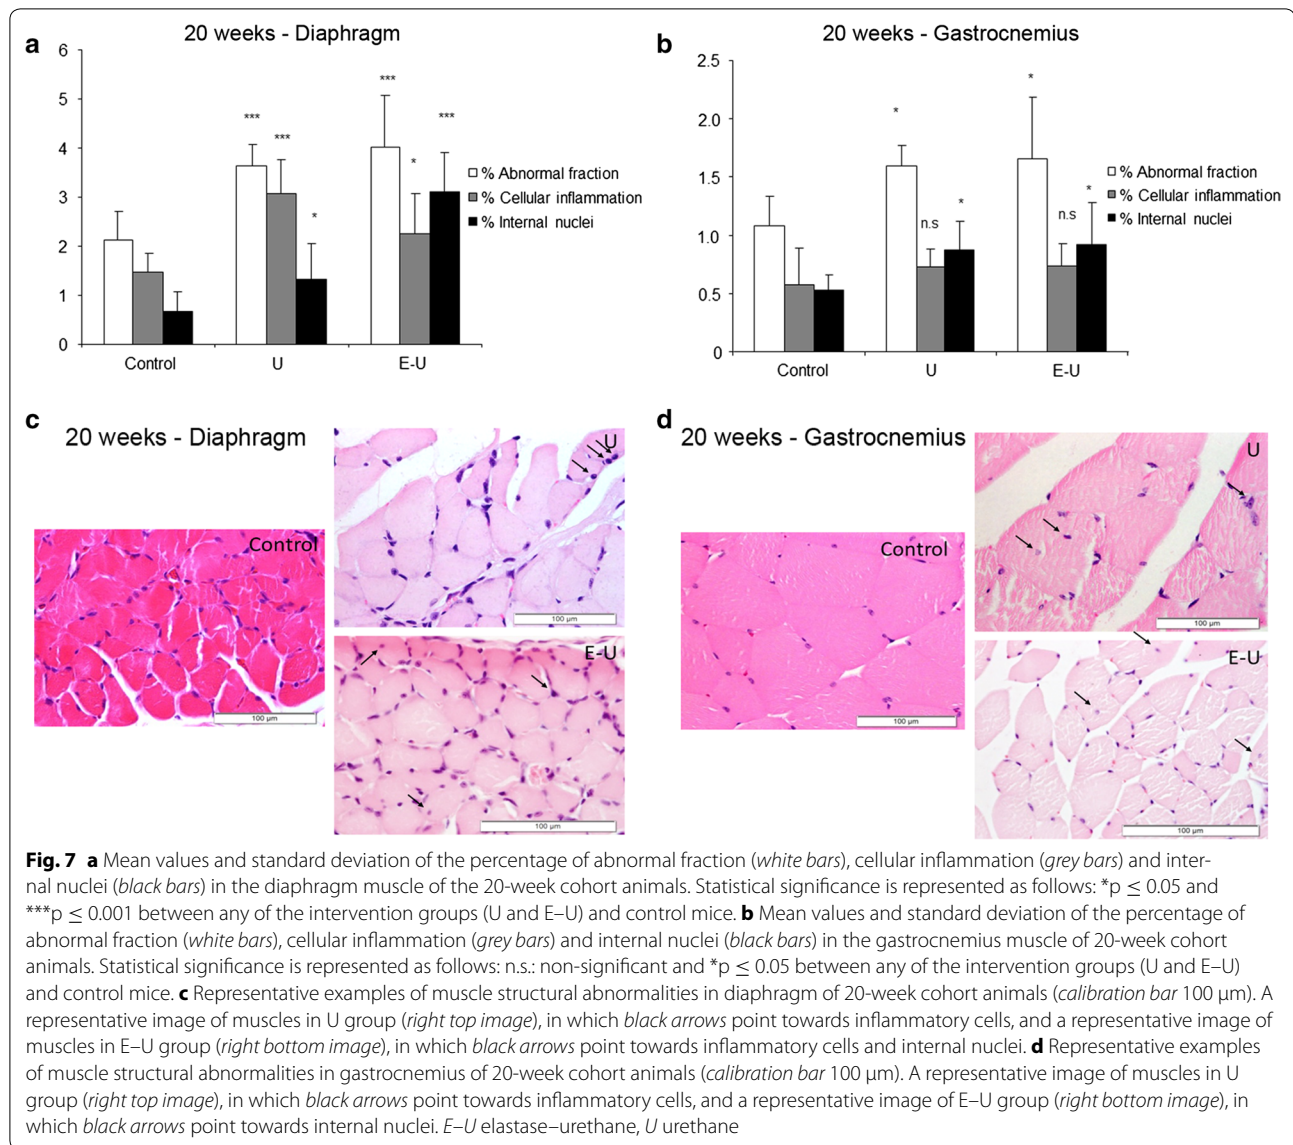 a
20 weeks - Diaphragm
6
5
4
3
2
1
0
***
***
*
***
*
***
Control
U
E-U
% Abnormal fraction
% Cellular inflammation
% Internal nuclei
b
20 weeks - Gastrocnemius
2.5
2.0
1.5
1.0
0.5
0
*
n.s
*
*
n.s
*
Control
U
E-U
% Abnormal fraction
% Cellular inflammation
% Internal nuclei
c
20 weeks - Diaphragm
Control
100 µm
U
100 µm
E-U
100 µm
d
20 weeks - Gastrocnemius
Control
100 µm
U
100 µm
E-U
100 µm
Fig. 7 a Mean values and standard deviation of the percentage of abnormal fraction (white bars), cellular inflammation (grey bars) and inter-
nal nuclei (black bars) in the diaphragm muscle of the 20-week cohort animals. Statistical significance is represented as follows: *p ≤ 0.05 and
***p ≤ 0.001 between any of the intervention groups (U and E–U) and control mice. b Mean values and standard deviation of the percentage of
abnormal fraction (white bars), cellular inflammation (grey bars) and internal nuclei (black bars) in the gastrocnemius muscle of 20-week cohort
animals. Statistical significance is represented as follows: n.s.: non-significant and *p ≤ 0.05 between any of the intervention groups (U and E–U)
and control mice. c Representative examples of muscle structural abnormalities in diaphragm of 20-week cohort animals (calibration bar 100 µm). A
representative image of muscles in U group (right top image), in which black arrows point towards inflammatory cells, and a representative image of
muscles in E–U group (right bottom image), in which black arrows point towards inflammatory cells and internal nuclei. d Representative examples
of muscle structural abnormalities in gastrocnemius of 20-week cohort animals (calibration bar 100 µm). A representative image of muscles in U
group (right top image), in which black arrows point towards inflammatory cells, and a representative image of E–U group (right bottom image), in
which black arrows point towards internal nuclei. E–U elastase–urethane, U urethane